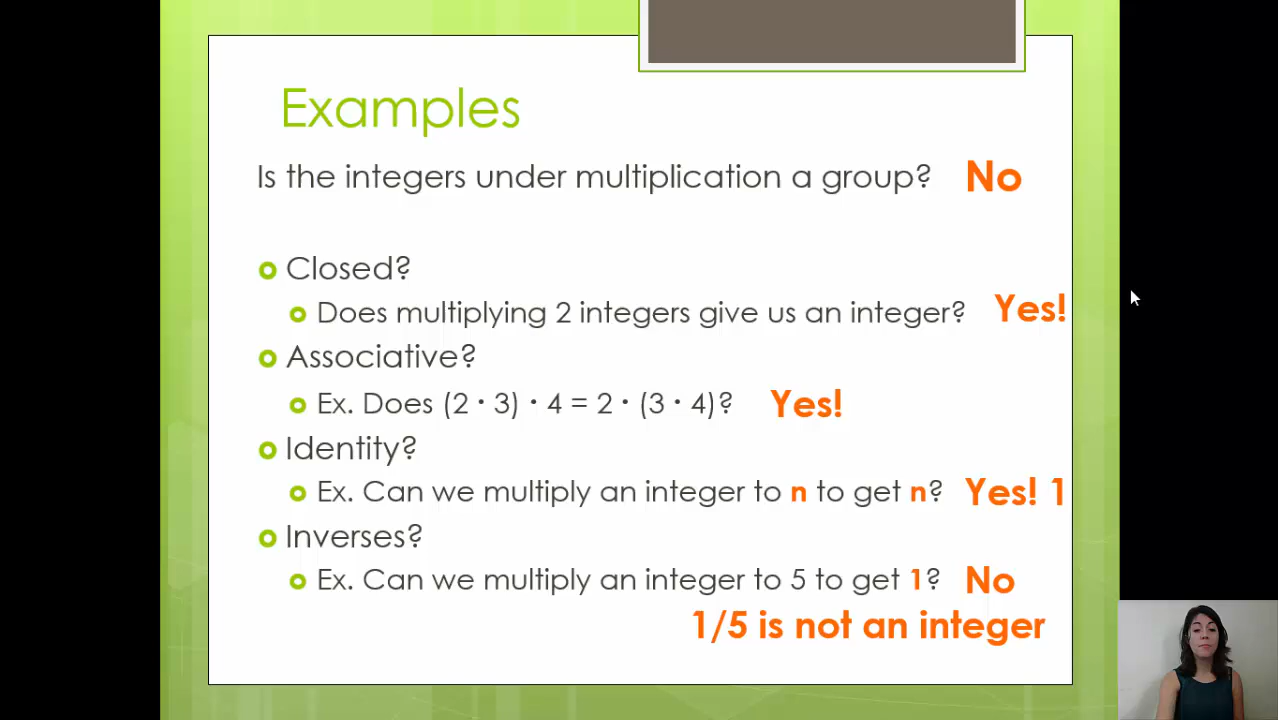 Examples
Is the integers under multiplication a group? No
Closed?
Does multiplying 2 integers give us an integer? Yes!
Associative?
Ex. Does (2 · 3) · 4 = 2 · (3 · 4)? Yes!
Identity?
Ex. Can we multiply an integer to n to get n? Yes! 1
Inverses?
Ex. Can we multiply an integer to 5 to get 1? No
1/5 is not an integer